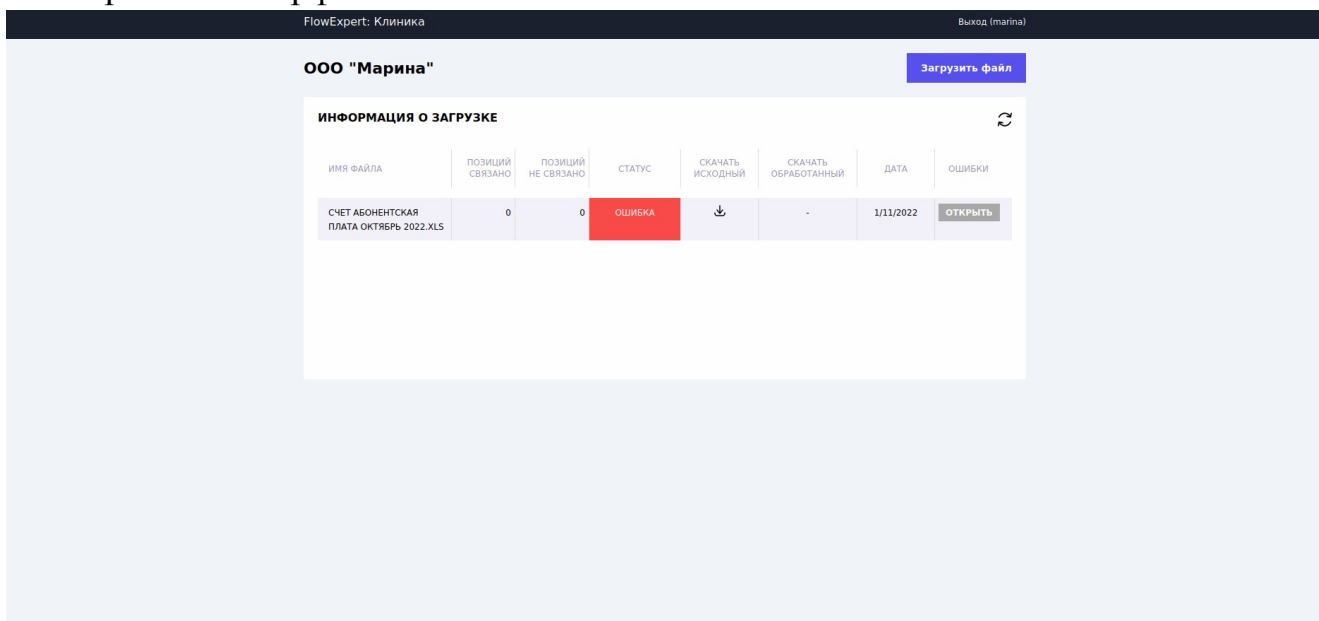 FlowExpert: Клиника
Выход (marina)
ООО "Марина"
Загрузить файл
ИНФОРМАЦИЯ О ЗАГРУЗКЕ
ИМЯ ФАЙЛА
ПОЗИЦИЙ
СВЯЗАНО
ПОЗИЦИЙ
НЕ СВЯЗАНО
СТАТУС
СКАЧАТЬ
ИСХОДНЫЙ
СКАЧАТЬ
ОБРАБОТАННЫЙ
ДАТА
ОШИБКИ
СЧЕТ АБОНЕНТСКАЯ
ПЛАТА ОКТЯБРЬ 2022.XLS
0
0
ОШИБКА
-
1/11/2022
ОТКРЫТЬ